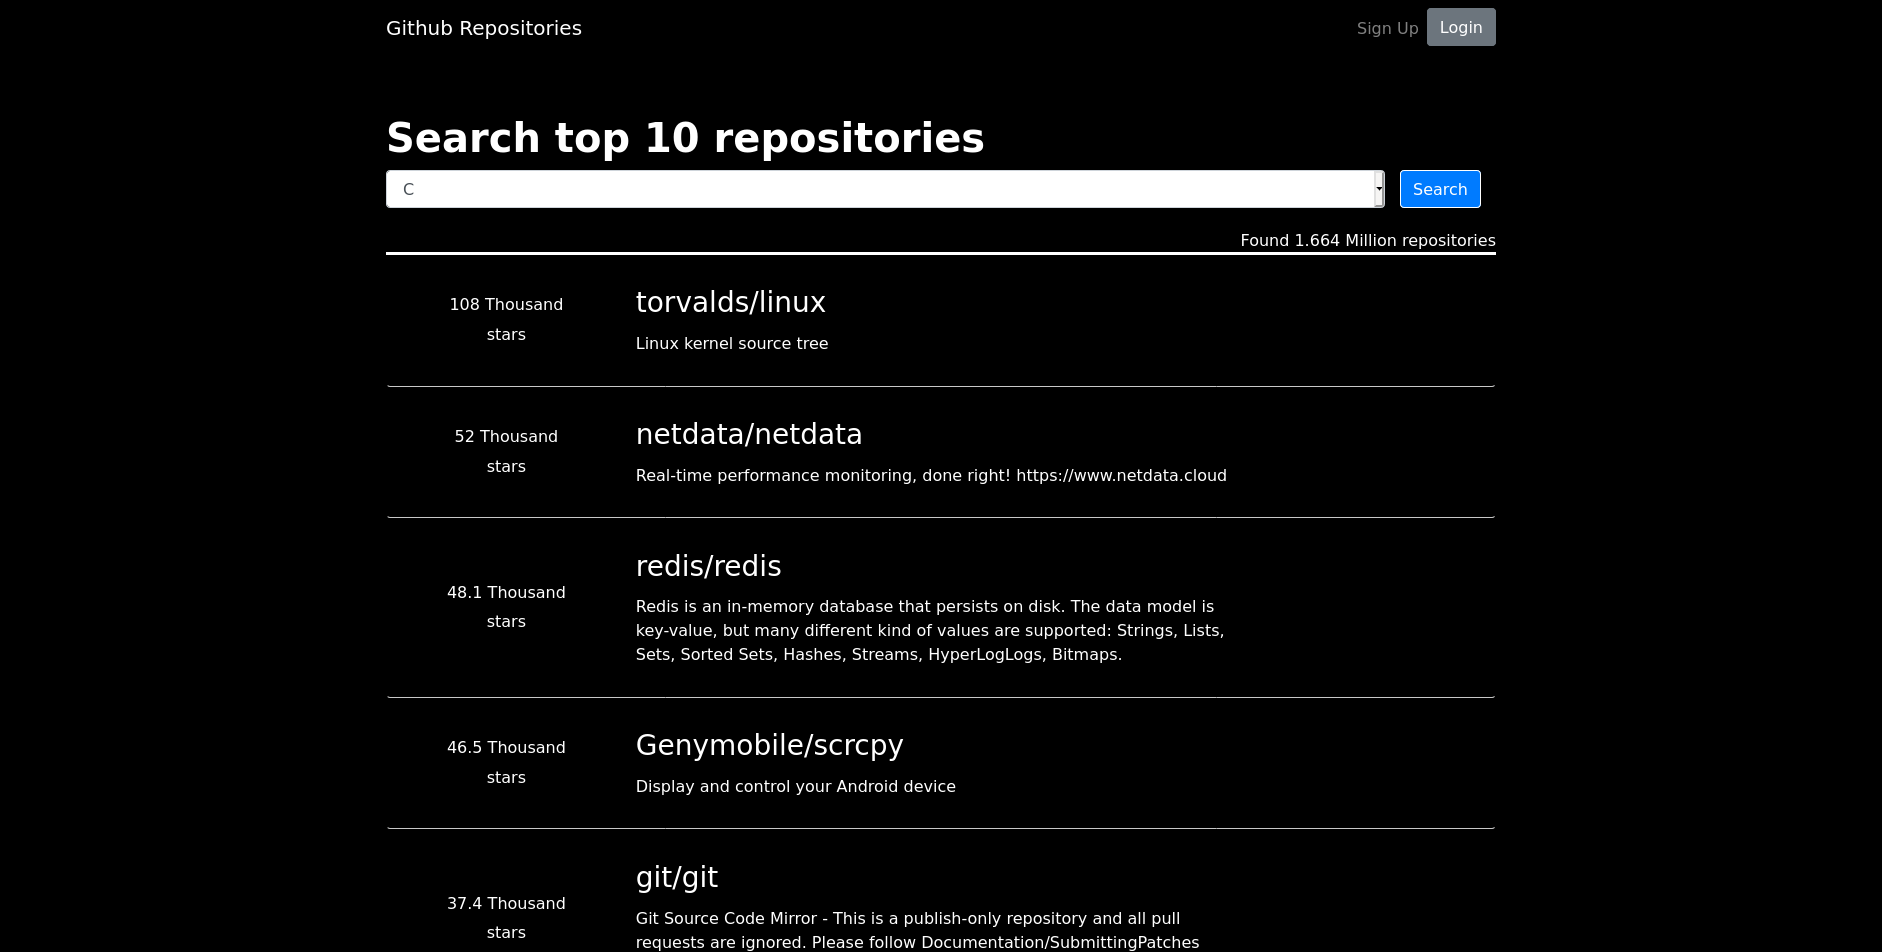 Github Repositories
Sign Up
Login
Search top 10 repositories
C
Search
Found 1.664 Million repositories
108 Thousand
stars
torvalds/linux
Linux kernel source tree
52 Thousand
stars
netdata/netdata
Real-time performance monitoring, done right! https://www.netdata.cloud
48.1 Thousand
stars
redis/redis
Redis is an in-memory database that persists on disk. The data model is
key-value, but many different kind of values are supported: Strings, Lists,
Sets, Sorted Sets, Hashes, Streams, HyperLogLogs, Bitmaps.
46.5 Thousand
stars
Genymobile/scrcpy
Display and control your Android device
37.4 Thousand
stars
git/git
Git Source Code Mirror - This is a publish-only repository and all pull
requests are ignored. Please follow Documentation/SubmittingPatches